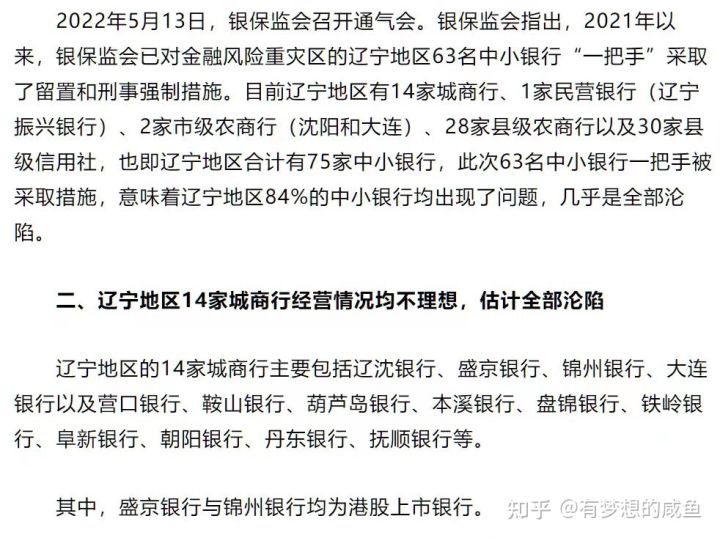 2022年5月13日，银保监会召开通气会。银保监会指出，2021年以
来，银保监会已对金融风险重灾区的辽宁地区63名中小银行“一把手”采取
了留置和刑事强制措施。目前辽宁地区有14家城商行、1家民营银行（辽宁
振兴银行）、2家市级农商行（沈阳和大连）、28家县级农商行以及30家县
级信用社，也即辽宁地区合计有75家中小银行，此次63名中小银行一把手被
采取措施，意味着辽宁地区84%的中小银行均出现了问题，几乎是全部沦
陷。
二、辽宁地区14家城商行经营情况均不理想，估计全部沦陷
辽宁地区的14家城商行主要包括辽沈银行、盛京银行、锦州银行、大连
银行以及营口银行、鞍山银行、葫芦岛银行、本溪银行、盘锦银行、铁岭银
行、阜新银行、朝阳银行、丹东银行、抚顺银行等。
其中，盛京银行与锦州银行均为港股上市银行。
知乎 @有梦想的咸鱼